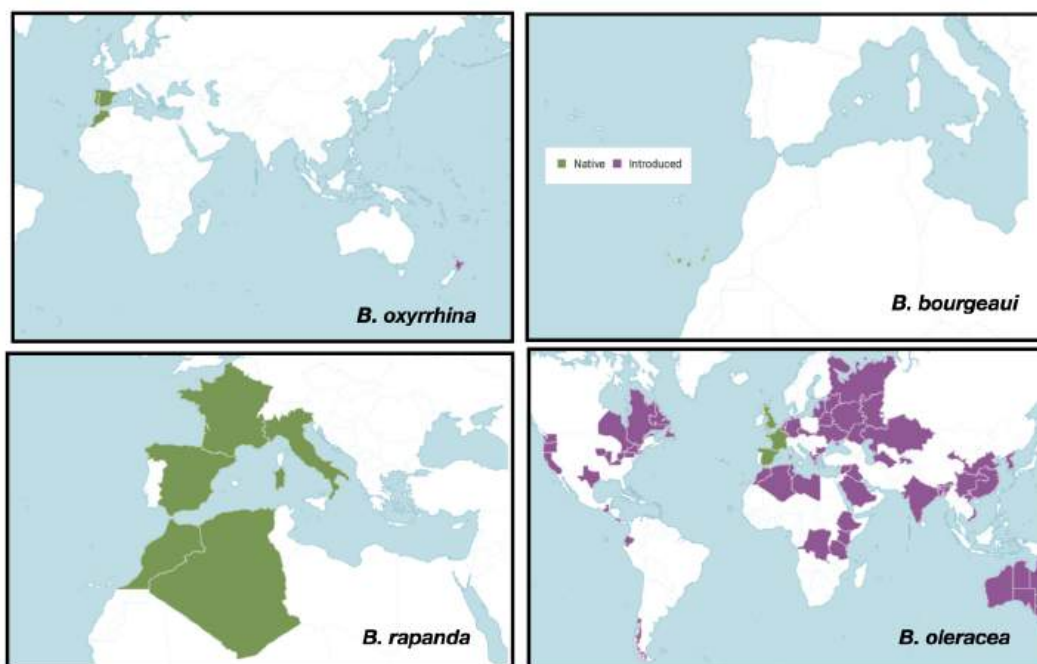 B. oxyrrhina
Native Introduced
B. bourgeaui
B. rapanda
B. oleracea